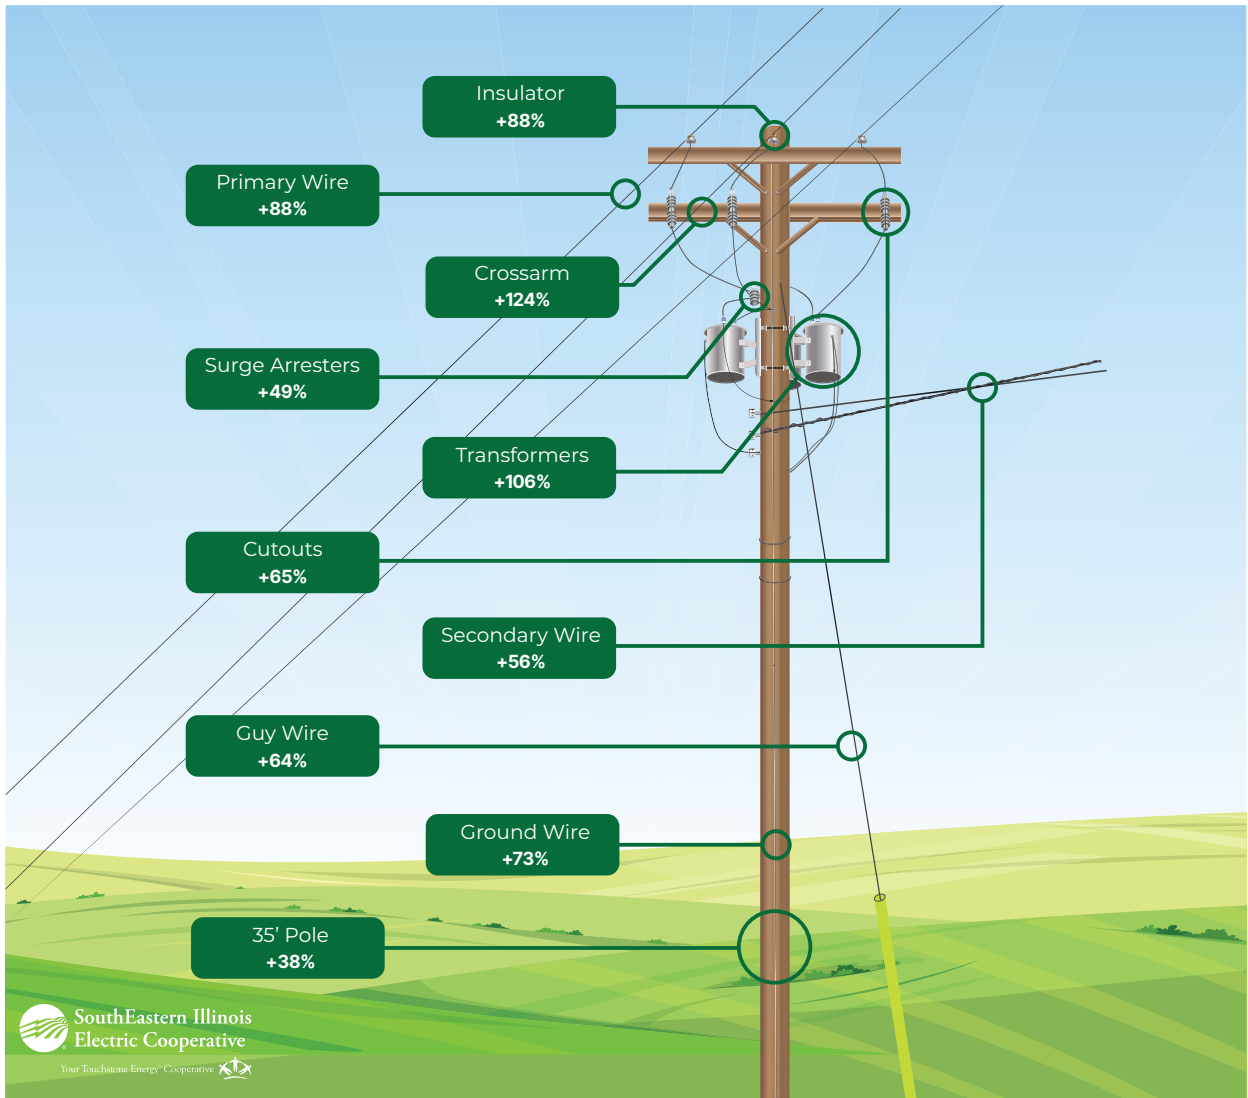 Insulator
+88%
Primary Wire
+88%
Crossarm
+124%
Surge Arresters
+49%
Transformers
+106%
Cutouts
+65%
Secondary Wire
+56%
Guy Wire
+64%
Ground Wire
+73%
35’ Pole
+38%
SouthEastern Illinois
Electric Cooperative
Your Touchstone Energy® Cooperative